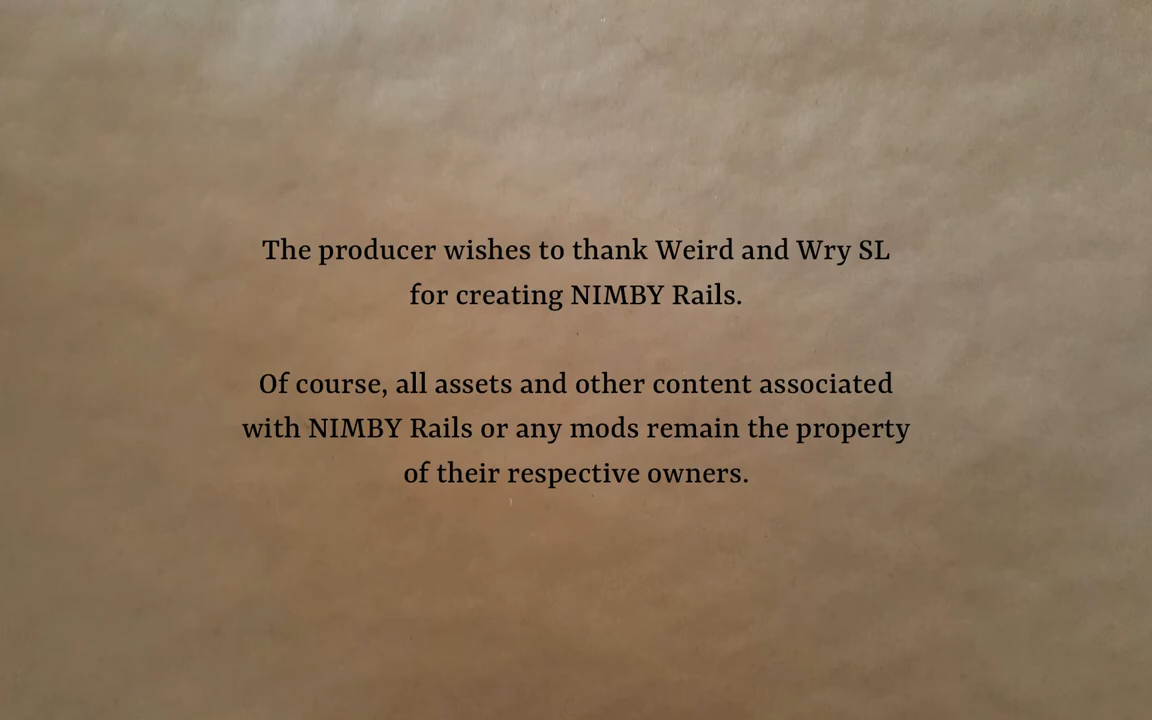 The producer wishes to thank Weird and Wry SL
for creating NIMBY Rails.
Of course, all assets and other content associated
with NIMBY Rails or any mods remain the property
of their respective owners.